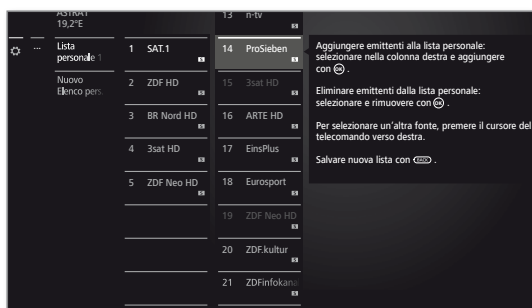 ASTRA1
19,2°E
Lista
personale 1
Nuovo
Elenco pers.
1 SAT.1
2 ZDF HD
3 BR Nord HD
4 3sat HD
5 ZDF Neo HD
13 n-tv
14 ProSieben
15 3sat HD
16 ARTE HD
17 EinsPlus
18 Eurosport
19 ZDF Neo HD
20 ZDF.kultur
21 ZDFinfokana
Aggiungere emittenti alla lista personale:
selezionare nella colonna destra e aggiungere
con OK .
Eliminare emittenti dalla lista personale:
selezionare e rimuovere con OK .
Per selezionare un'altra fonte, premere il cursore del
telecomando verso destra.
Salvare nuova lista con BACK .